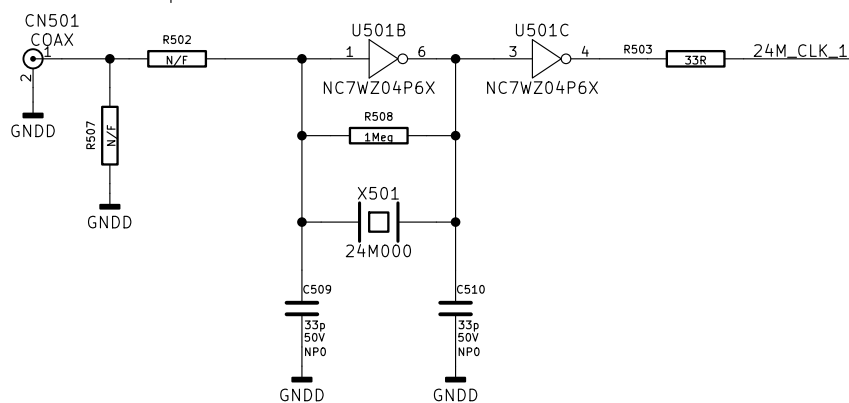 CN501
COAX
1
2
GNDD
R502
N/F
R507
N/F
GNDD
U501B
1
6
NC7WZ04P6X
U501C
3
4
NC7WZ04P6X
R503
33R
24M_CLK_1
R508
1Meg
X501
24M000
C509
33p
50V
NP0
GNDD
C510
33p
50V
NP0
GNDD